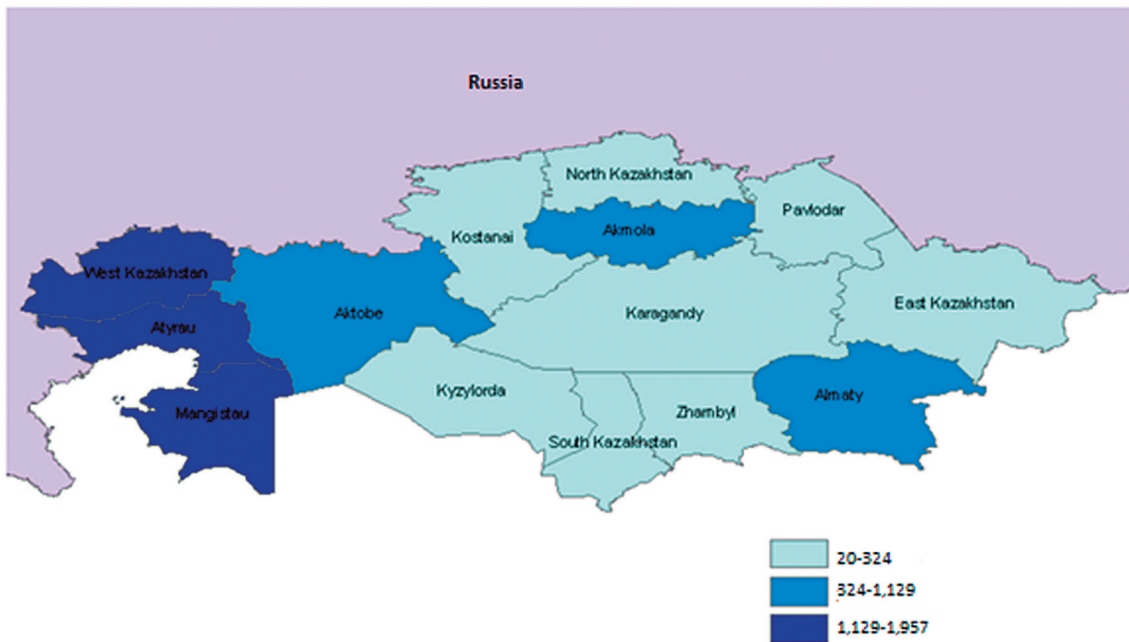 Russia
North Kazakhstan
Pavlodar
Kostanai
Akmola
West Kazakhstan
East Kazakhstan
Aktobe
Karagandy
Atyrau
Kyzylorda
Almaty
Mangistau
Zhambyl
South Kazakhstan
20-324
324-1,129
1,129-1,957